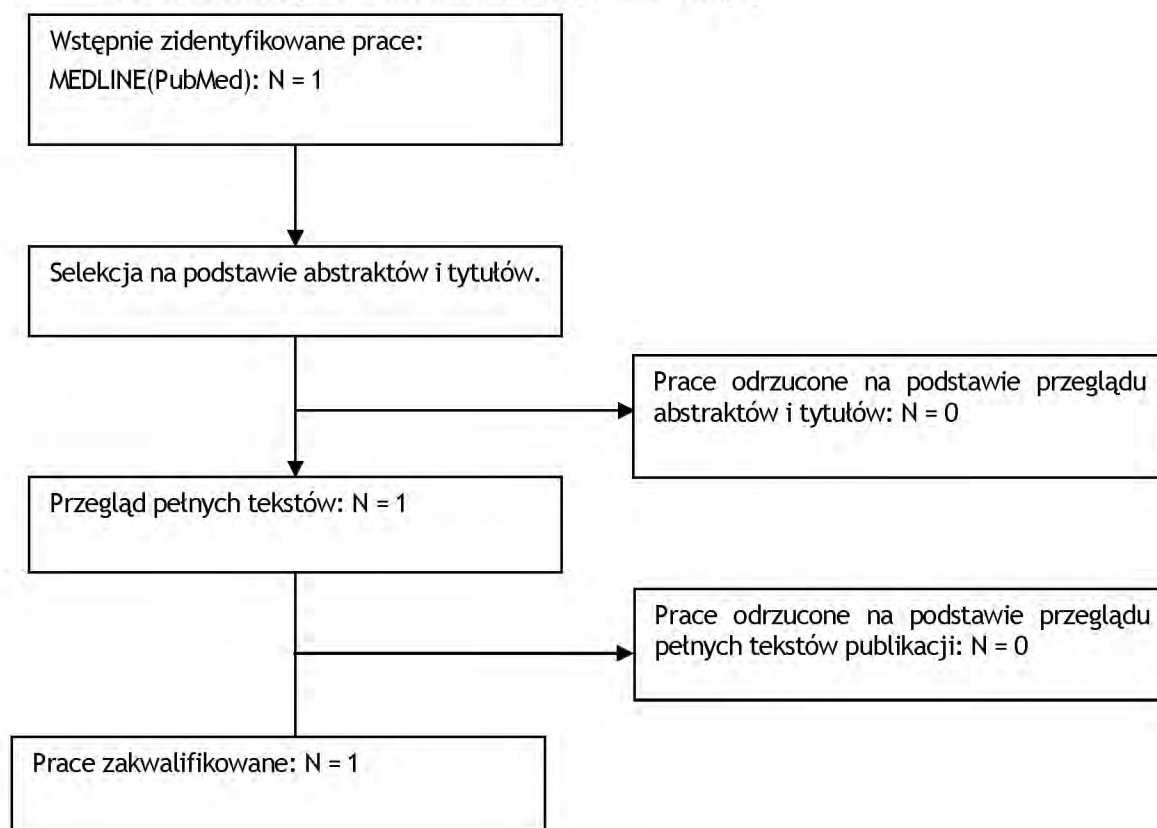 Wstępnie zidentyfikowane prace:
MEDLINE(PubMed): N = 1
Selekcja na podstawie abstraktów i tytułów.
Prace odrzucone na podstawie przeglądu
abstraktów i tytułów: N = 0
Przegląd pełnych tekstów: N = 1
Prace odrzucone na podstawie przeglądu
pełnych tekstów publikacji: N = 0
Prace zakwalifikowane: N = 1